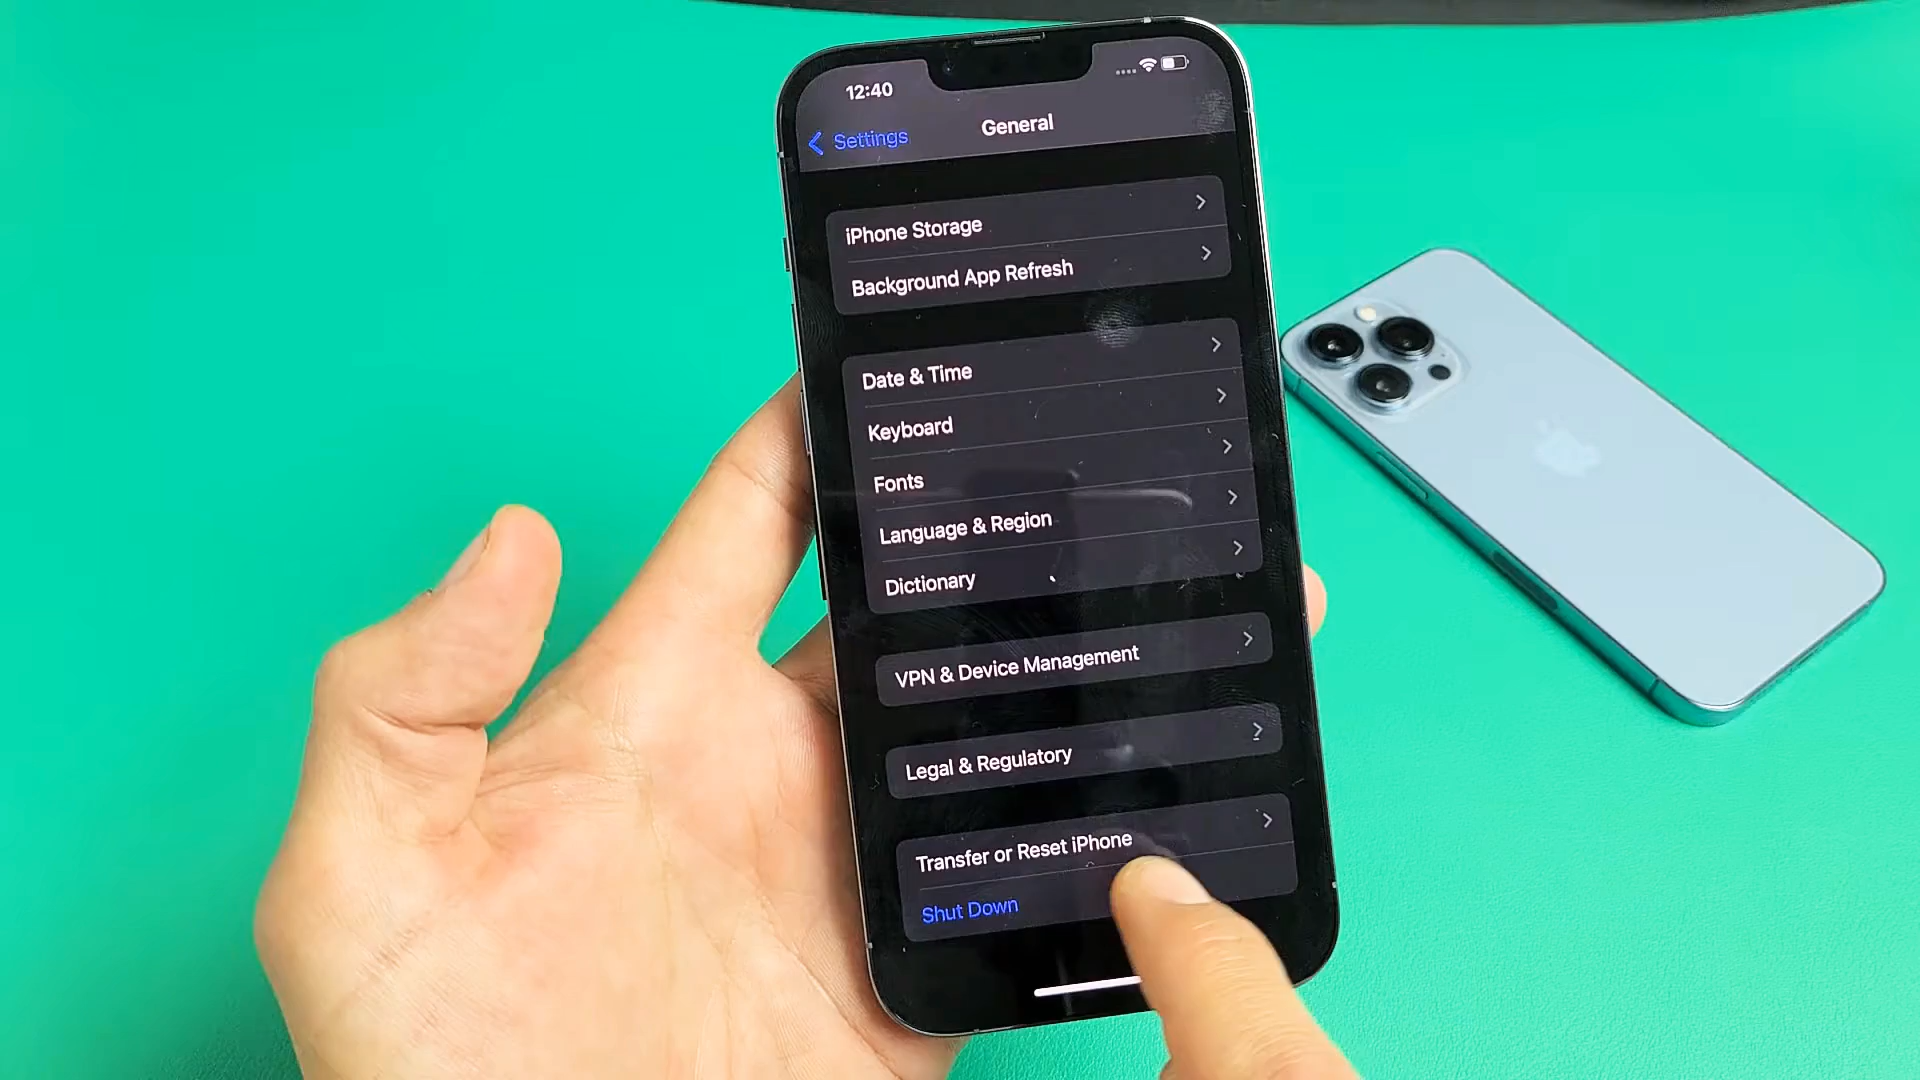 12:40
Settings
General
iPhone Storage
Background App Refresh
Date & Time
Keyboard
Fonts
Language & Region
Dictionary
VPN & Device Management
Legal & Regulatory
Transfer or Reset iPhone
Shut Down